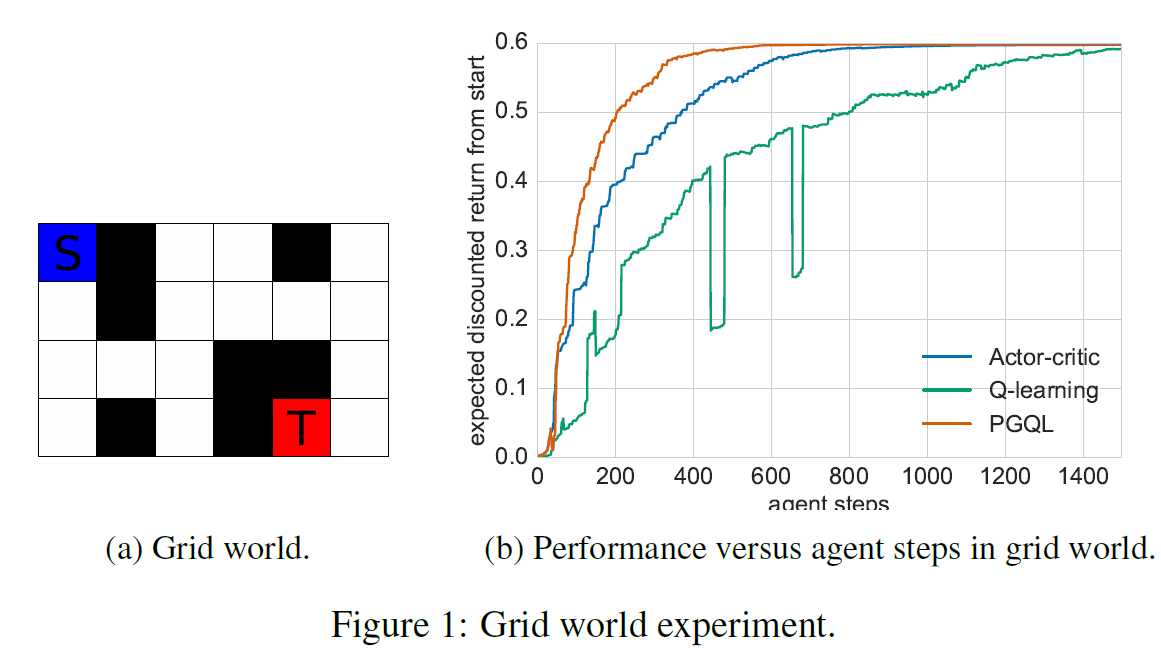 S
T
expected discounted return from start
0.6
0.5
0.4
0.3
0.2
0.1
0.0
0 200 400 600 800 1000 1200 1400
agent steps
Actor-critic
Q-learning
PGQL
(a) Grid world.
(b) Performance versus agent steps in grid world.
Figure 1: Grid world experiment.